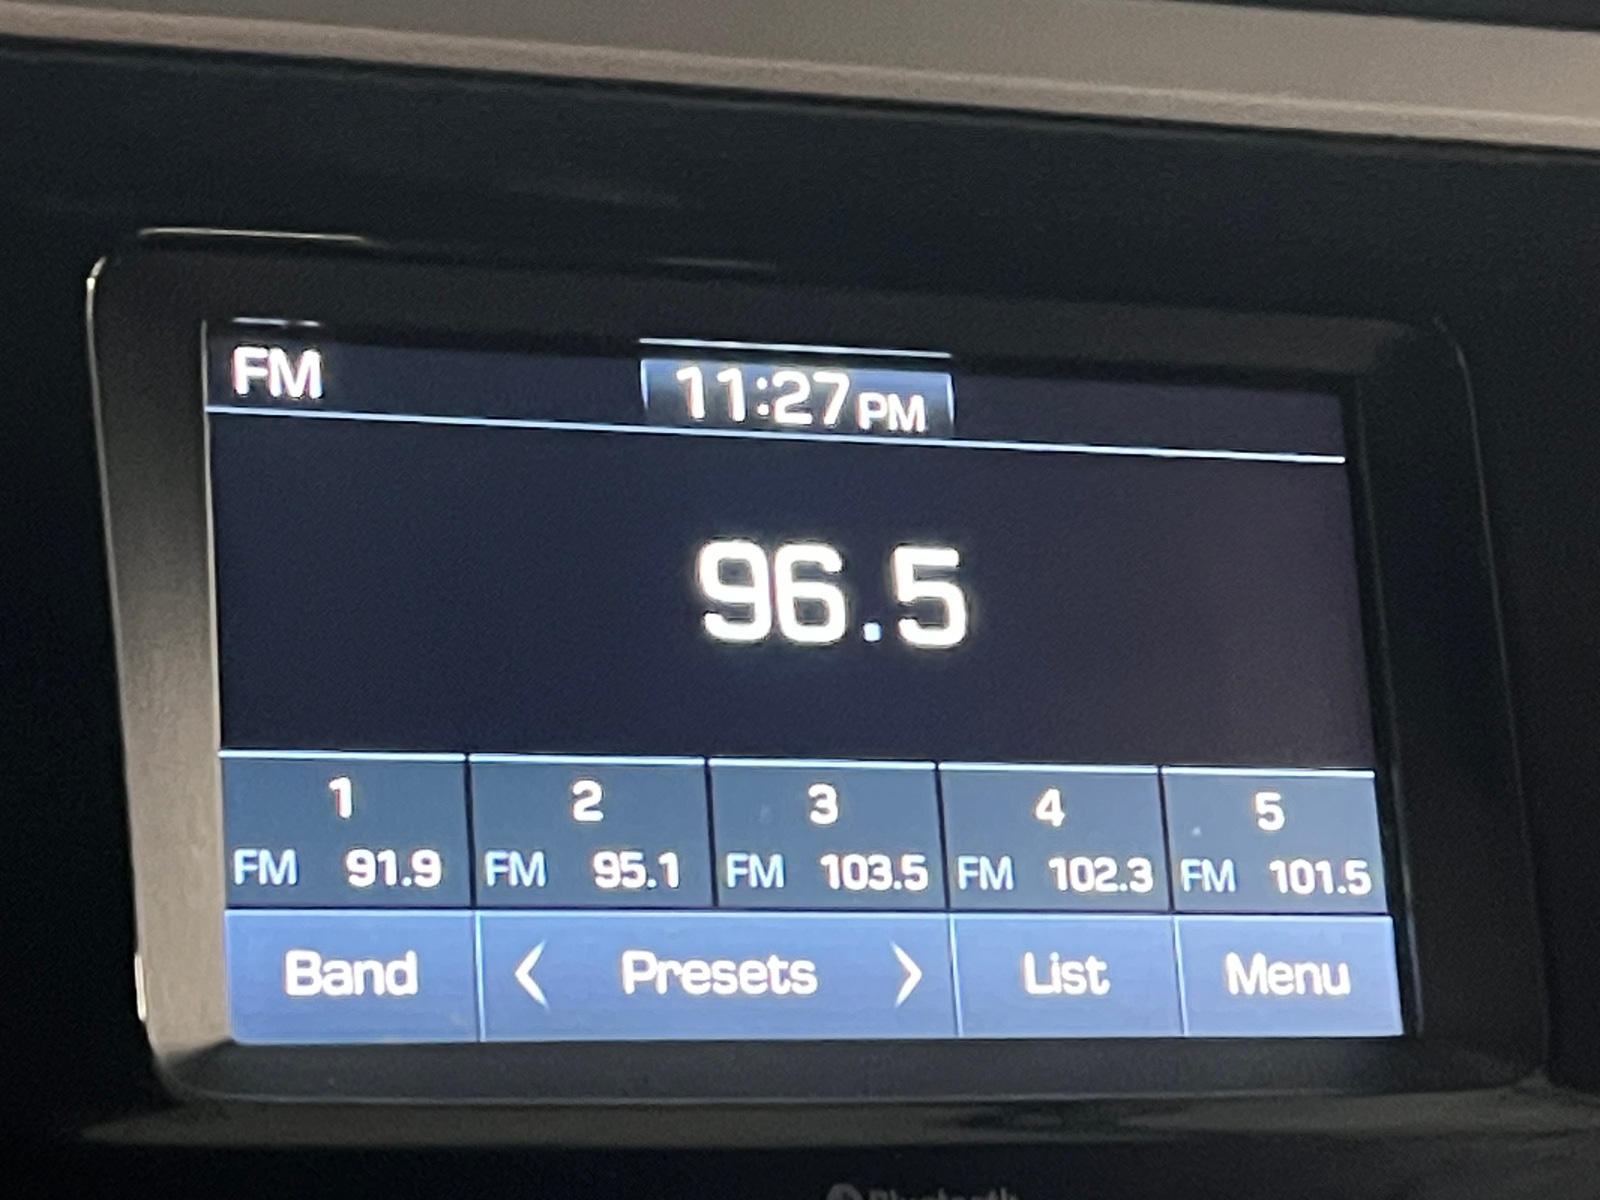 FM 11:27 PM
96.5
1 2 3 4 5
FM 91.9 FM 95.1 FM 103.5 FM 102.3 FM 101.5
Band < Presets > List Menu